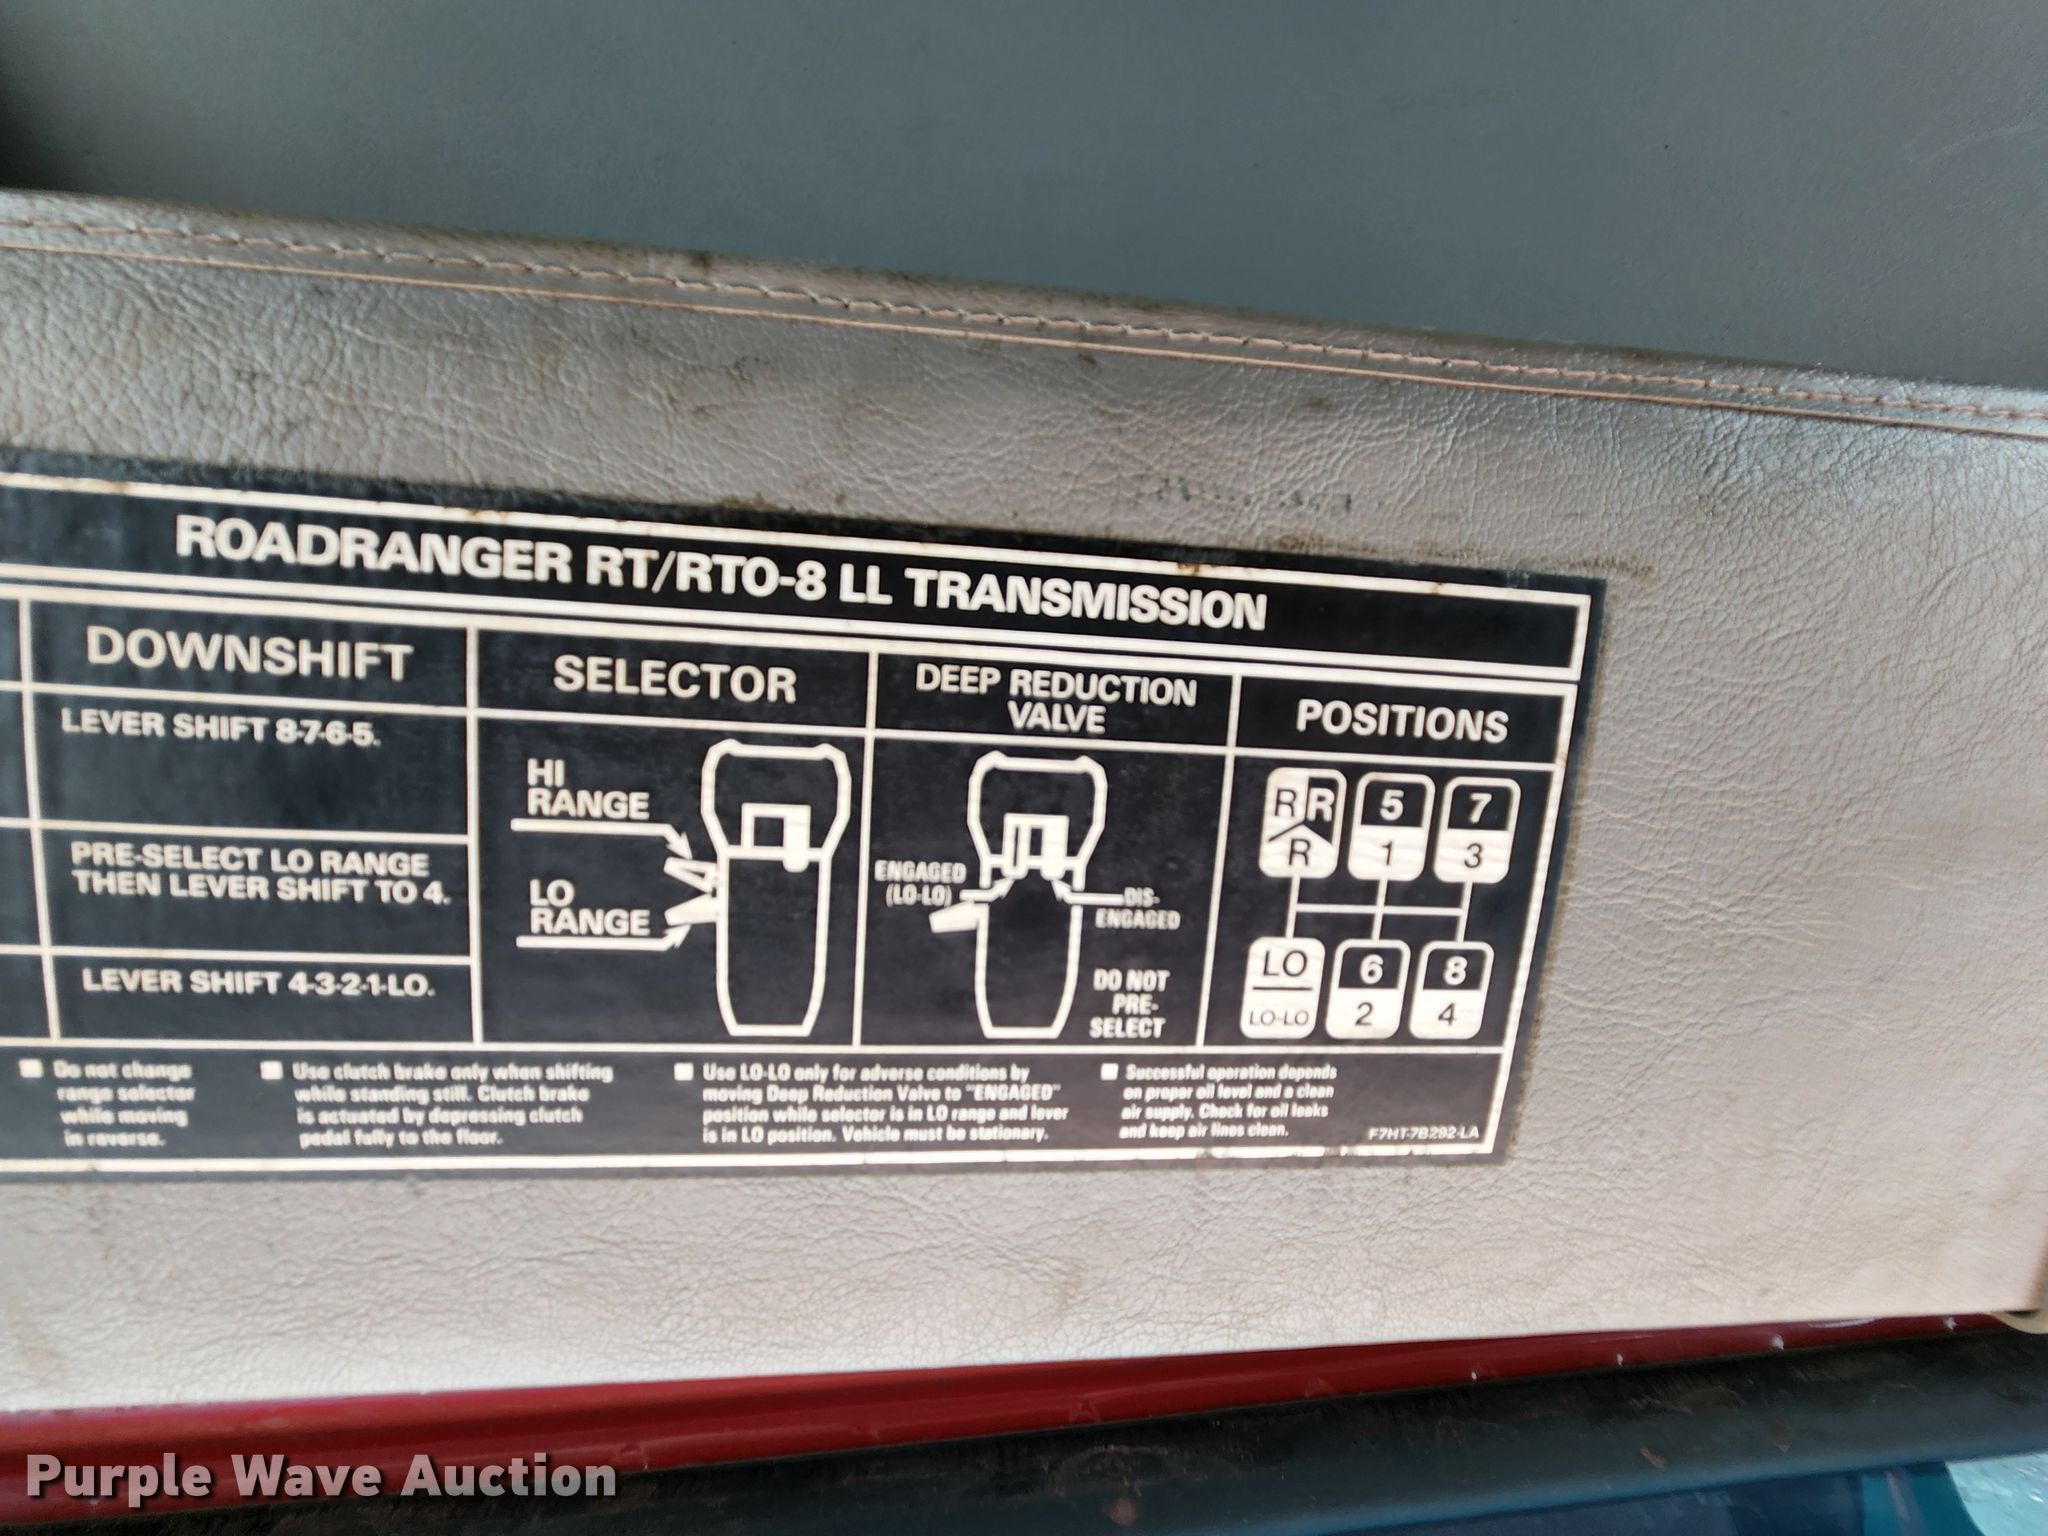 ROADRANGER RT/RTO-8 LL TRANSMISSION
DOWNSHIFT
LEVER SHIFT 8-7-6-5.
PRE-SELECT LO RANGE
THEN LEVER SHIFT TO 4.
LEVER SHIFT 4-3-2-1-LO.
SELECTOR
HI
RANGE
LO
RANGE
DEEP REDUCTION
VALVE
ENGAGED
(LO-LO)
DIS-
ENGAGED
DO NOT
PRE-
SELECT
POSITIONS
R R 5 7
R 1 3
LO 6 8
LO-LO 2 4
Do not change
range selector
while moving
in reverse.
Use clutch brake only when shifting
while standing still. Clutch brake
is actuated by depressing clutch
pedal fully to the floor.
Use LO-LO only for adverse conditions by
moving Deep Reduction Valve to "ENGAGED"
position while selector is in LO range and lever
is in LO position. Vehicle must be stationary.
Successful operation depends
on proper oil level and a clean
air supply. Check for oil leaks
and keep air lines clean.
F7HT-7B292-LA
Purple Wave Auction